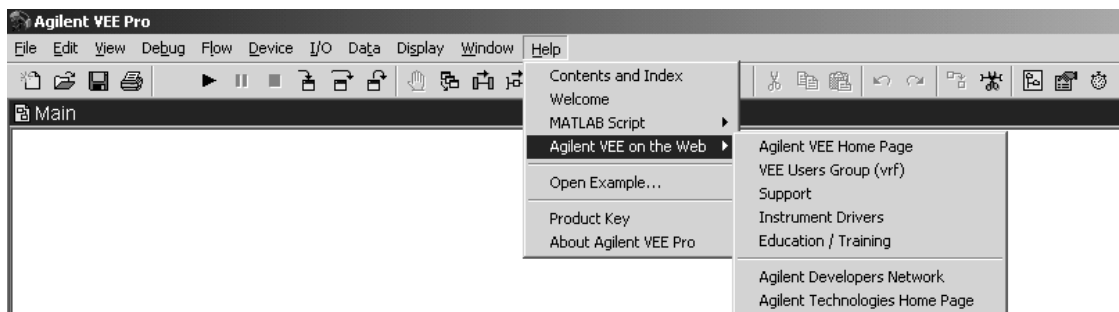 Agilent VEE Pro
File Edit View Debug Flow Device I/O Data Display Window Help
Main
Contents and Index
Welcome
MATLAB Script
Agilent VEE on the Web
Open Example...
Product Key
About Agilent VEE Pro
Agilent VEE Home Page
VEE Users Group (vrf)
Support
Instrument Drivers
Education / Training
Agilent Developers Network
Agilent Technologies Home Page